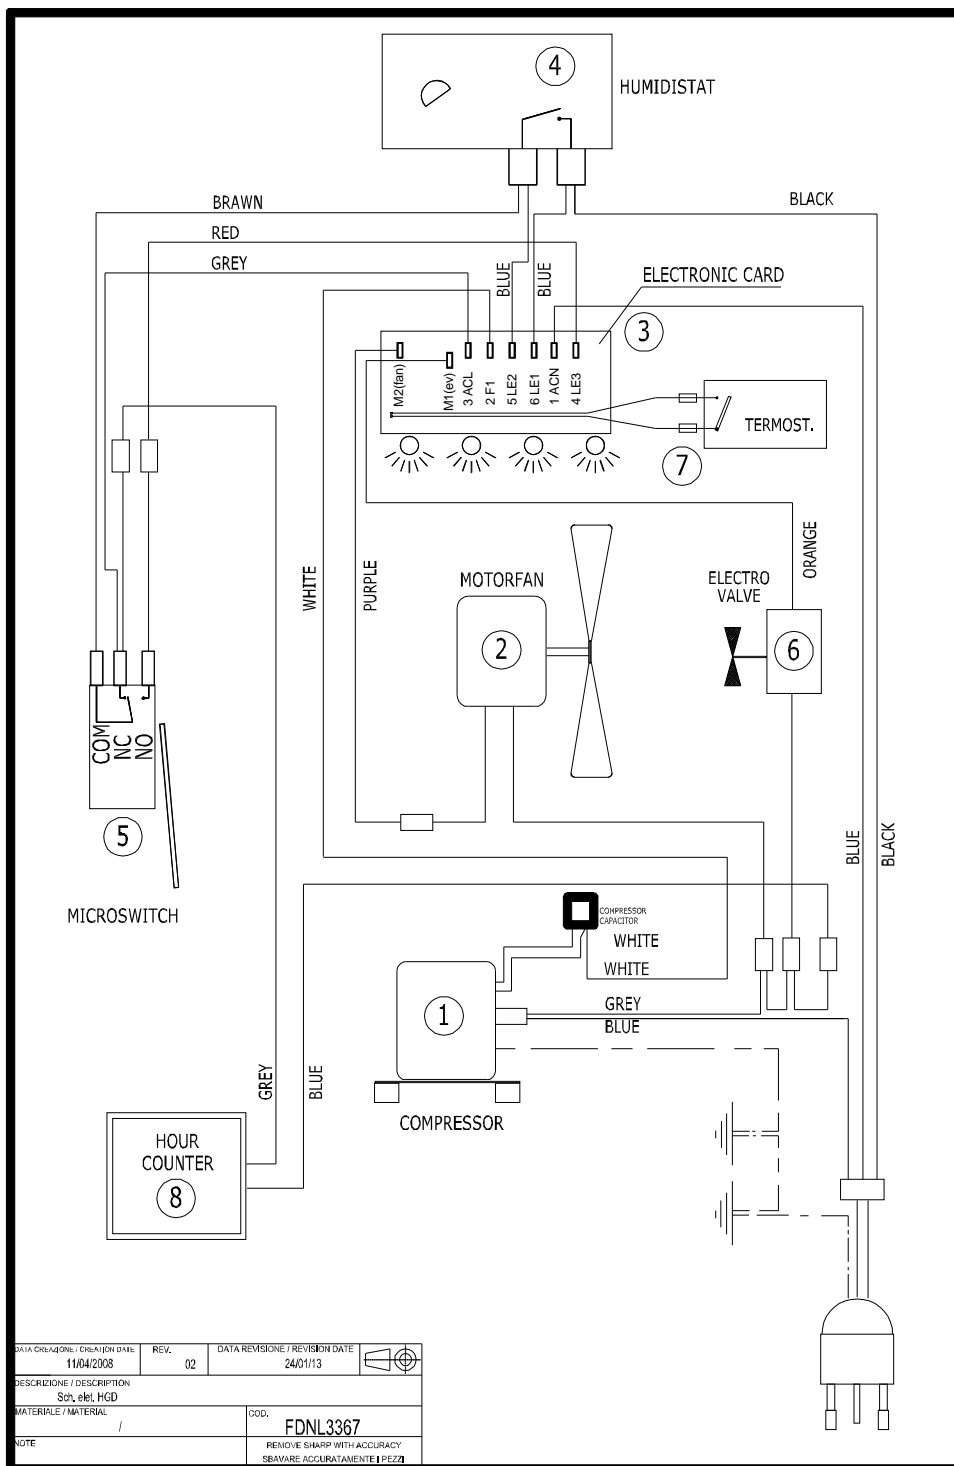 4
HUMIDISTAT
BRAWN
BLACK
RED
GREY
BLUE
BLUE
ELECTRONIC CARD
3
M2(fan)
M1(ev)
3 ACL
2 F1
5 LE2
6 LE1
1 ACN
4 LE3
TERMOST.
7
WHITE
PURPLE
ORANGE
MOTORFAN
2
ELECTRO
VALVE
6
COM
NC
NO
5
MICROSWITCH
BLUE
BLACK
COMPRESSOR
CAPACITOR
WHITE
WHITE
GREY
BLUE
1
COMPRESSOR
GREY
BLUE
HOUR
COUNTER
8
DATA CREAZIONE / CREATION DATE
11/04/2008
REV.
02
DATA REVISIONE / REVISION DATE
24/01/13
DESCRIZIONE / DESCRIPTION
Sch. elet. HGD
MATERIALE / MATERIAL
/
COD.
FDNL3367
NOTE
REMOVE SHARP WITH ACCURACY
SBAVARE ACCURATAMENTE I PEZZI